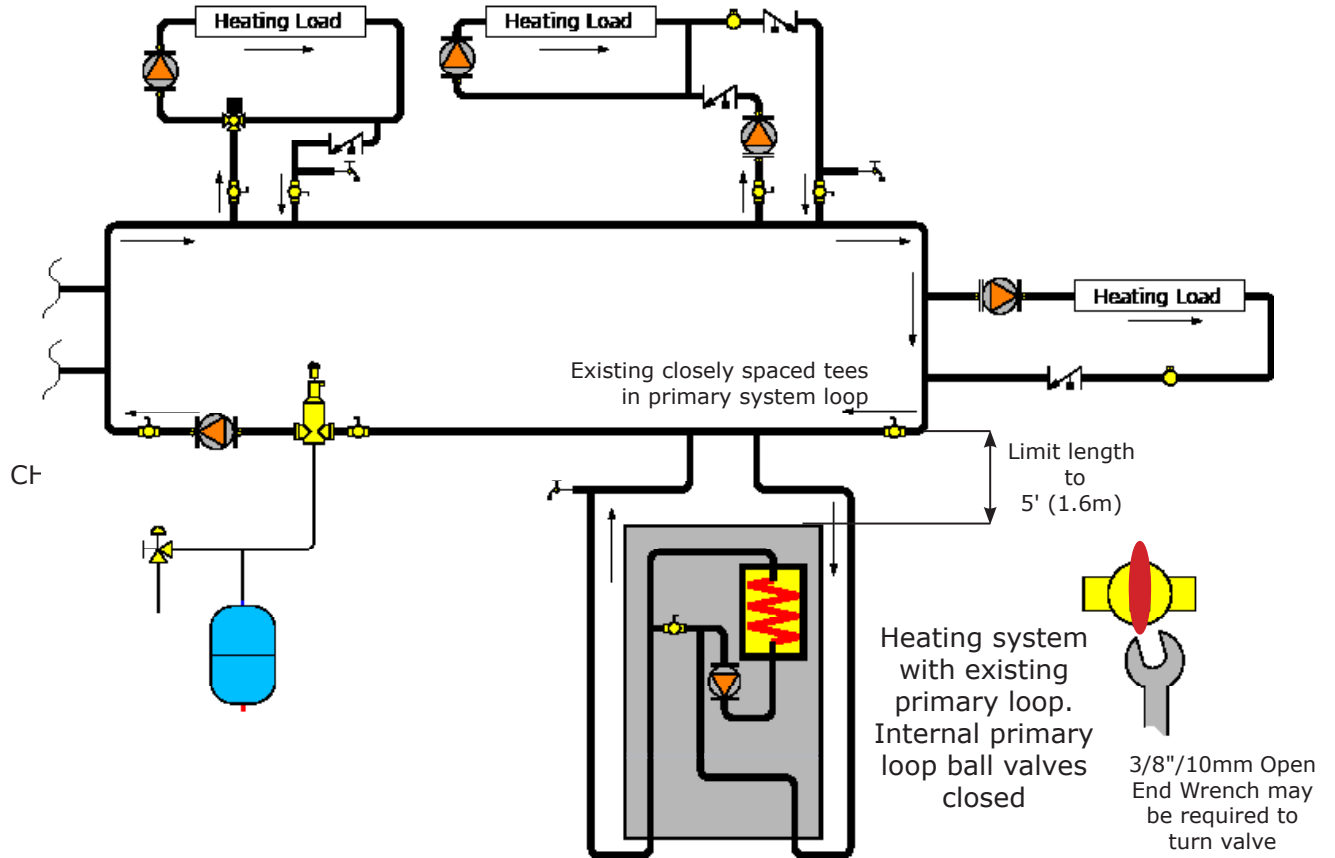 Heating Load
Heating Load
Heating Load
Existing closely spaced tees
in primary system loop
Limit length
to
5' (1.6m)
CH
Heating system
with existing
primary loop.
Internal primary
loop ball valves
closed
3/8"/10mm Open
End Wrench may
be required to
turn valve